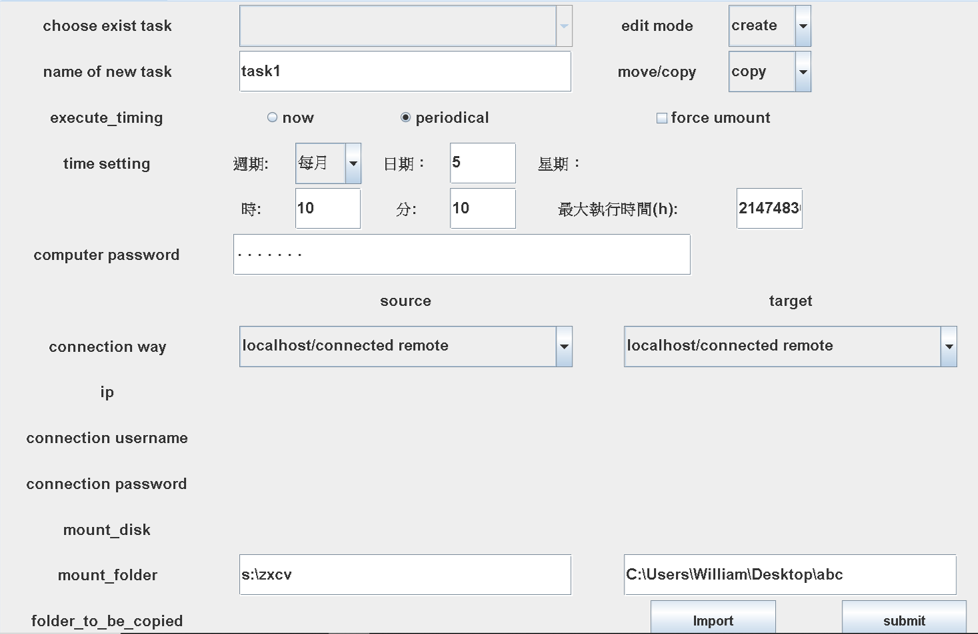 choose exist task edit mode create
name of new task task1 move/copy copy
execute_timing now periodical force umount
time setting 週期: 每月 日期： 5 星期：
時: 10 分: 10 最大執行時間(h): 2147483
computer password .......
source target
connection way localhost/connected remote localhost/connected remote
ip
connection username
connection password
mount_disk
mount_folder s:\zxcv C:\Users\William\Desktop\abc
folder_to_be_copied Import submit